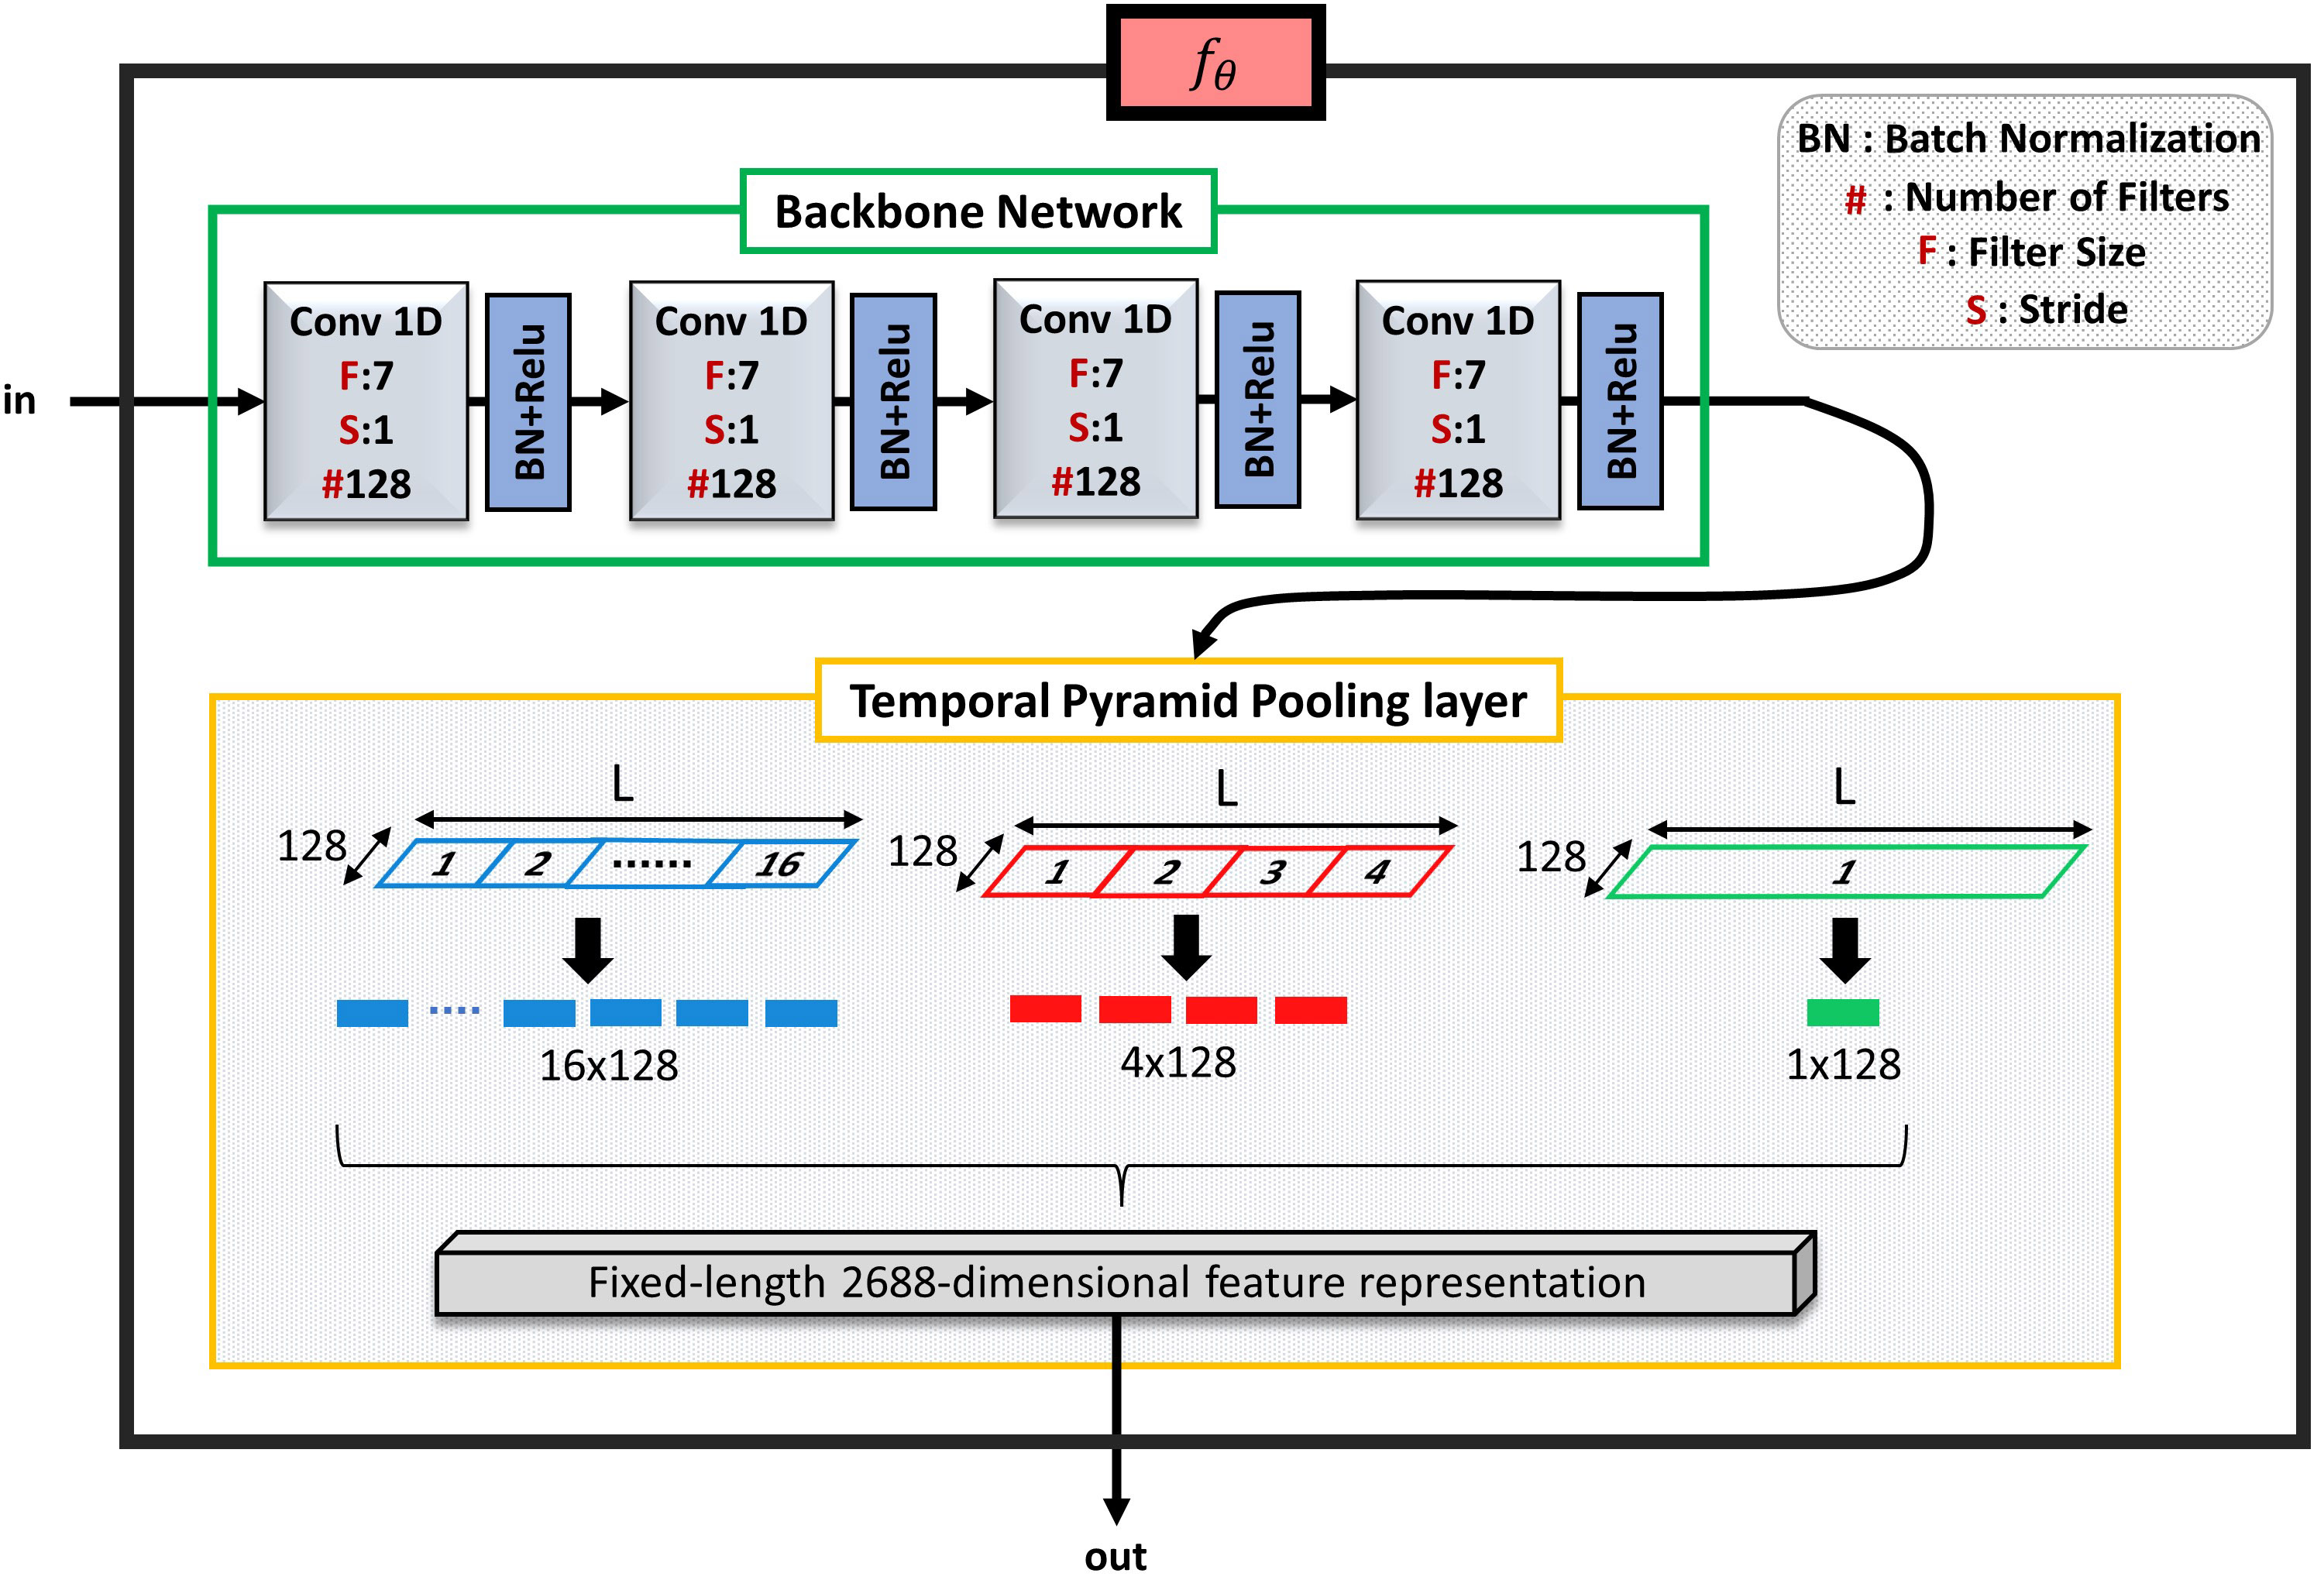 fθ
BN : Batch Normalization
# : Number of Filters
F : Filter Size
S : Stride
Backbone Network
in
Conv 1D
F:7
S:1
#128
BN+Relu
Conv 1D
F:7
S:1
#128
BN+Relu
Conv 1D
F:7
S:1
#128
BN+Relu
Conv 1D
F:7
S:1
#128
BN+Relu
Temporal Pyramid Pooling layer
L
128
1 2 ...... 16
16x128
L
128
1 2 3 4
4x128
L
128
1
1x128
Fixed-length 2688-dimensional feature representation
out